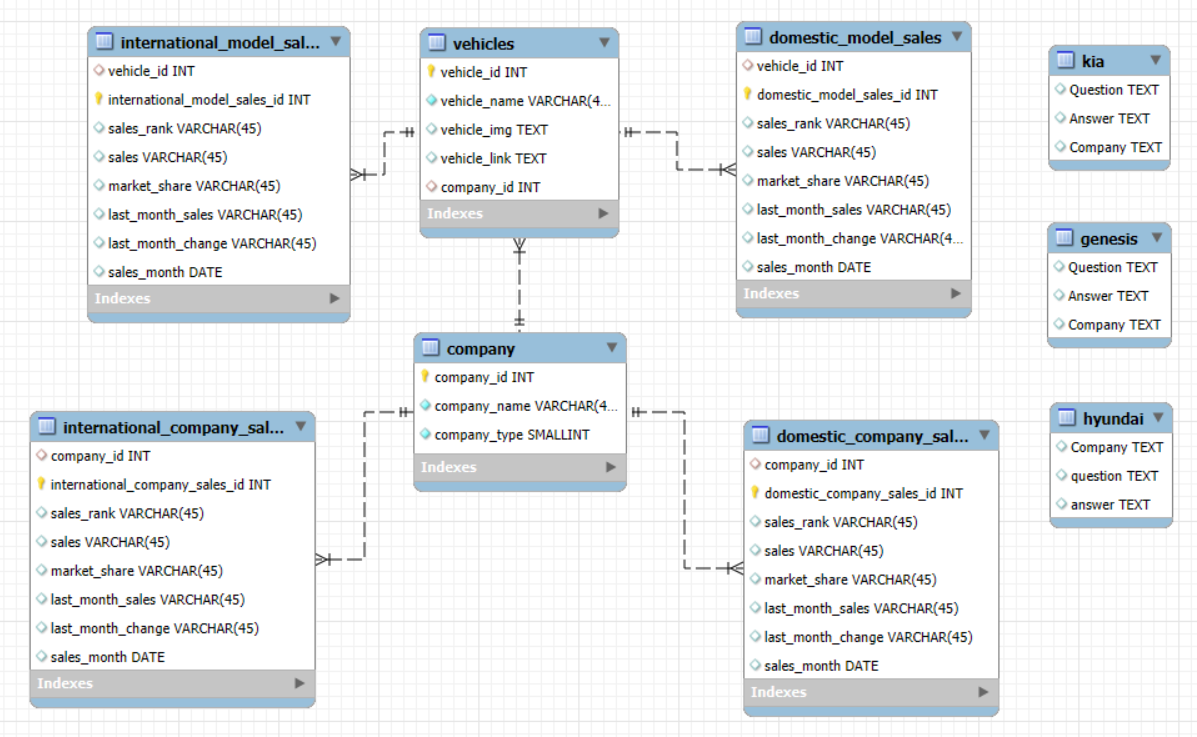 international_model_sal...
vehicle_id INT
international_model_sales_id INT
sales_rank VARCHAR(45)
sales VARCHAR(45)
market_share VARCHAR(45)
last_month_sales VARCHAR(45)
last_month_change VARCHAR(45)
sales_month DATE
Indexes
vehicles
vehicle_id INT
vehicle_name VARCHAR(4...
vehicle_img TEXT
vehicle_link TEXT
company_id INT
Indexes
domestic_model_sales
vehicle_id INT
domestic_model_sales_id INT
sales_rank VARCHAR(45)
sales VARCHAR(45)
market_share VARCHAR(45)
last_month_sales VARCHAR(45)
last_month_change VARCHAR(4...
sales_month DATE
Indexes
kia
Question TEXT
Answer TEXT
Company TEXT
genesis
Question TEXT
Answer TEXT
Company TEXT
company
company_id INT
company_name VARCHAR(4...
company_type SMALLINT
Indexes
international_company_sal...
company_id INT
international_company_sales_id INT
sales_rank VARCHAR(45)
sales VARCHAR(45)
market_share VARCHAR(45)
last_month_sales VARCHAR(45)
last_month_change VARCHAR(45)
sales_month DATE
Indexes
domestic_company_sal...
company_id INT
domestic_company_sales_id INT
sales_rank VARCHAR(45)
sales VARCHAR(45)
market_share VARCHAR(45)
last_month_sales VARCHAR(45)
last_month_change VARCHAR(45)
sales_month DATE
Indexes
hyundai
Company TEXT
question TEXT
answer TEXT